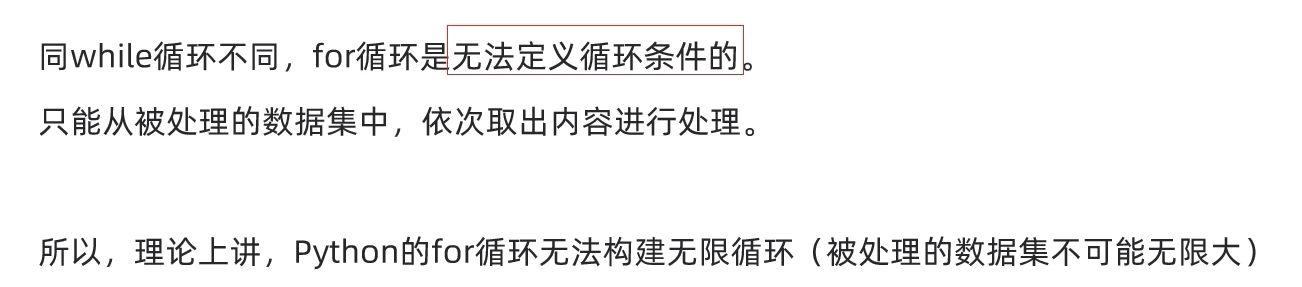 同while循环不同，for循环是无法定义循环条件的。
只能从被处理的数据集中，依次取出内容进行处理。
所以，理论上讲，Python的for循环无法构建无限循环（被处理的数据集不可能无限大）